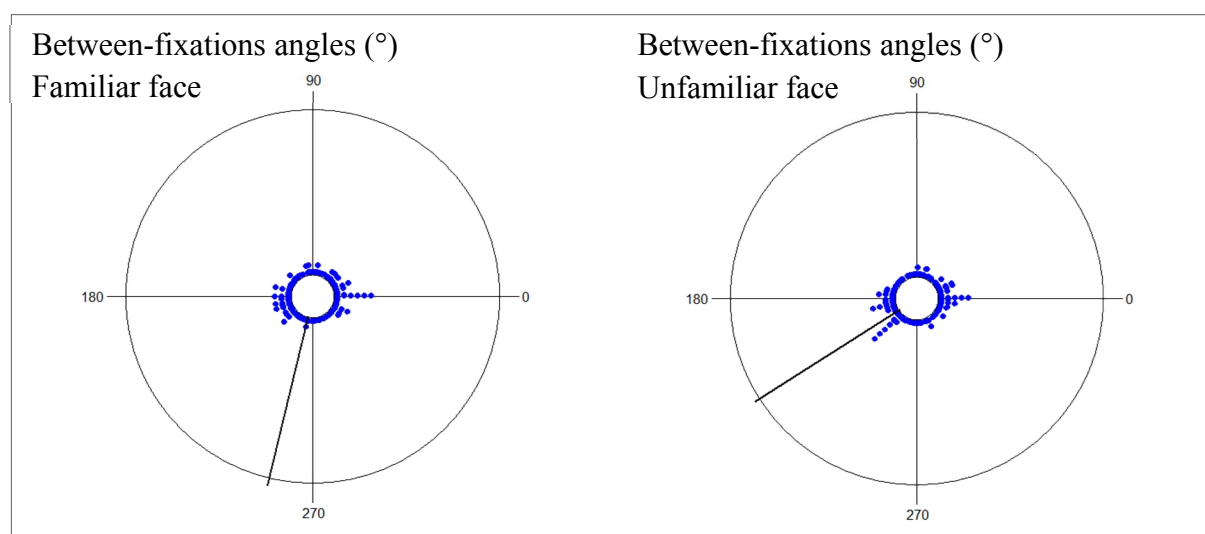 Between-fixations angles (°)
Familiar face
90
180
0
270
Between-fixations angles (°)
Unfamiliar face
90
180
0
270